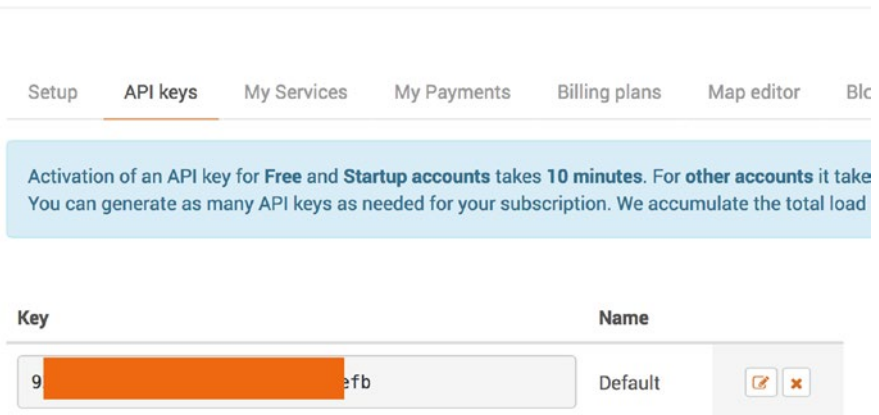 Setup API keys My Services My Payments Billing plans Map editor Blo
Activation of an API key for Free and Startup accounts takes 10 minutes. For other accounts it take
You can generate as many API keys as needed for your subscription. We accumulate the total load
Key Name
9 efb Default